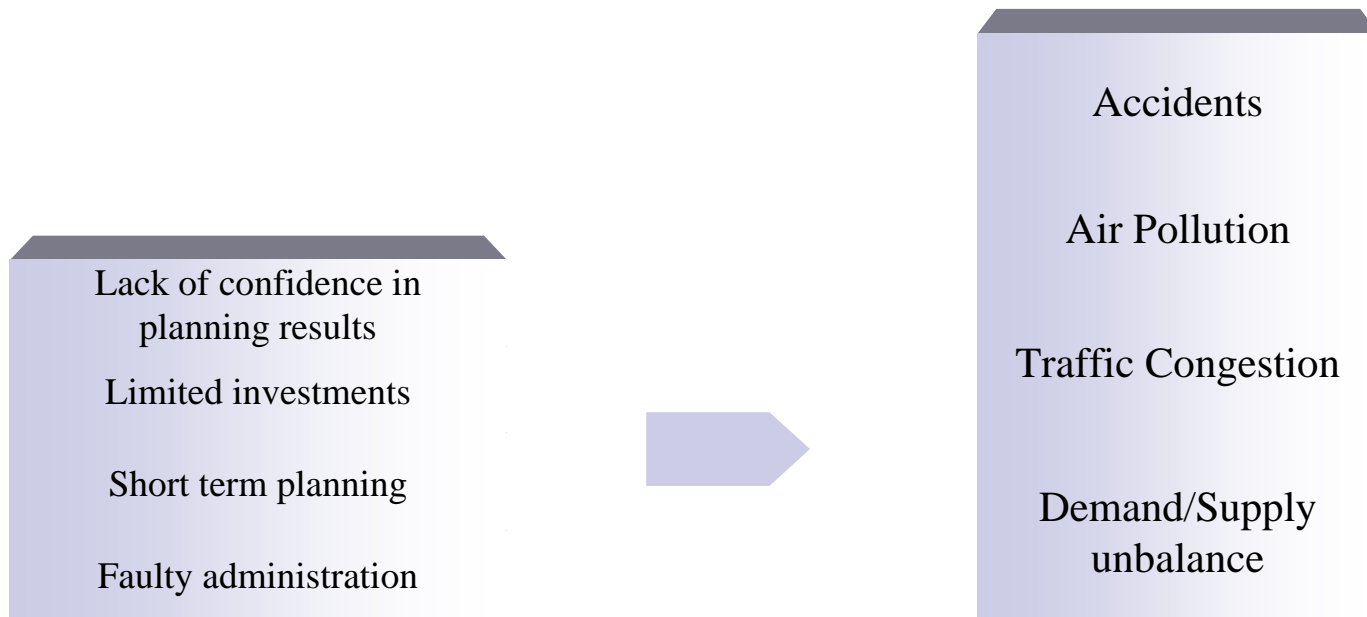 Lack of confidence in
planning results
Limited investments
Short term planning
Faulty administration
Accidents
Air Pollution
Traffic Congestion
Demand/Supply
unbalance